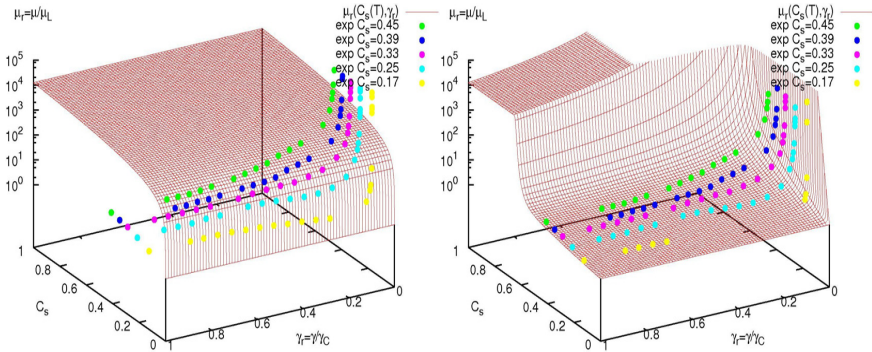 μr=μ/μL
μr(Cs(T),γr)
exp Cs=0.45
exp Cs=0.39
exp Cs=0.33
exp Cs=0.25
exp Cs=0.17
10^5
10^4
10^3
10^2
10^1
10^0
1
0.8
0.6
0.4
0.2
0
Cs
1
0.8
0.6
0.4
0.2
0
γr=γ/γC
μr=μ/μL
μr(Cs(T),γr)
exp Cs=0.45
exp Cs=0.39
exp Cs=0.33
exp Cs=0.25
exp Cs=0.17
10^5
10^4
10^3
10^2
10^1
10^0
1
0.8
0.6
0.4
0.2
0
Cs
1
0.8
0.6
0.4
0.2
0
γr=γ/γC